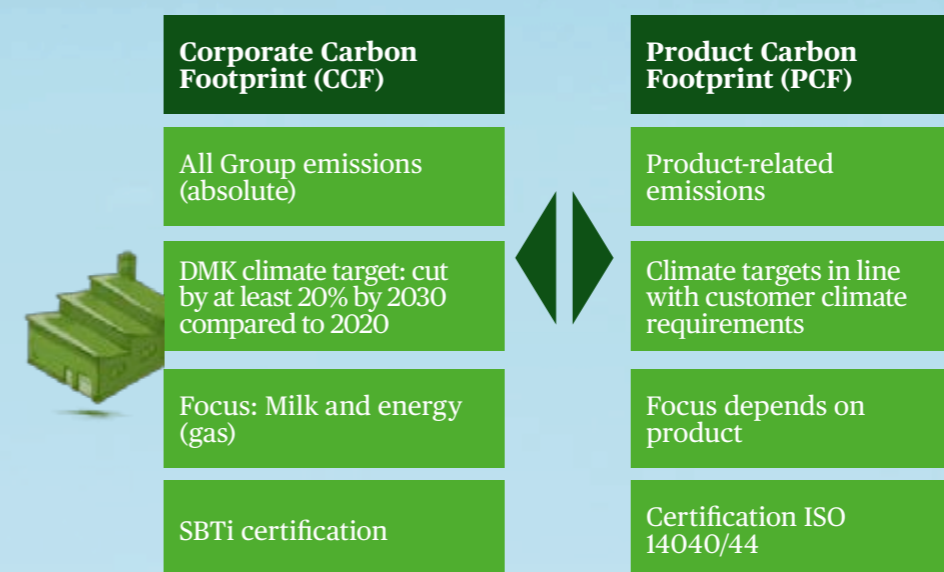 Corporate Carbon
Footprint (CCF)
All Group emissions
(absolute)
DMK climate target: cut
by at least 20% by 2030
compared to 2020
Focus: Milk and energy
(gas)
SBTi certification
Product Carbon
Footprint (PCF)
Product-related
emissions
Climate targets in line
with customer climate
requirements
Focus depends on
product
Certification ISO
14040/44